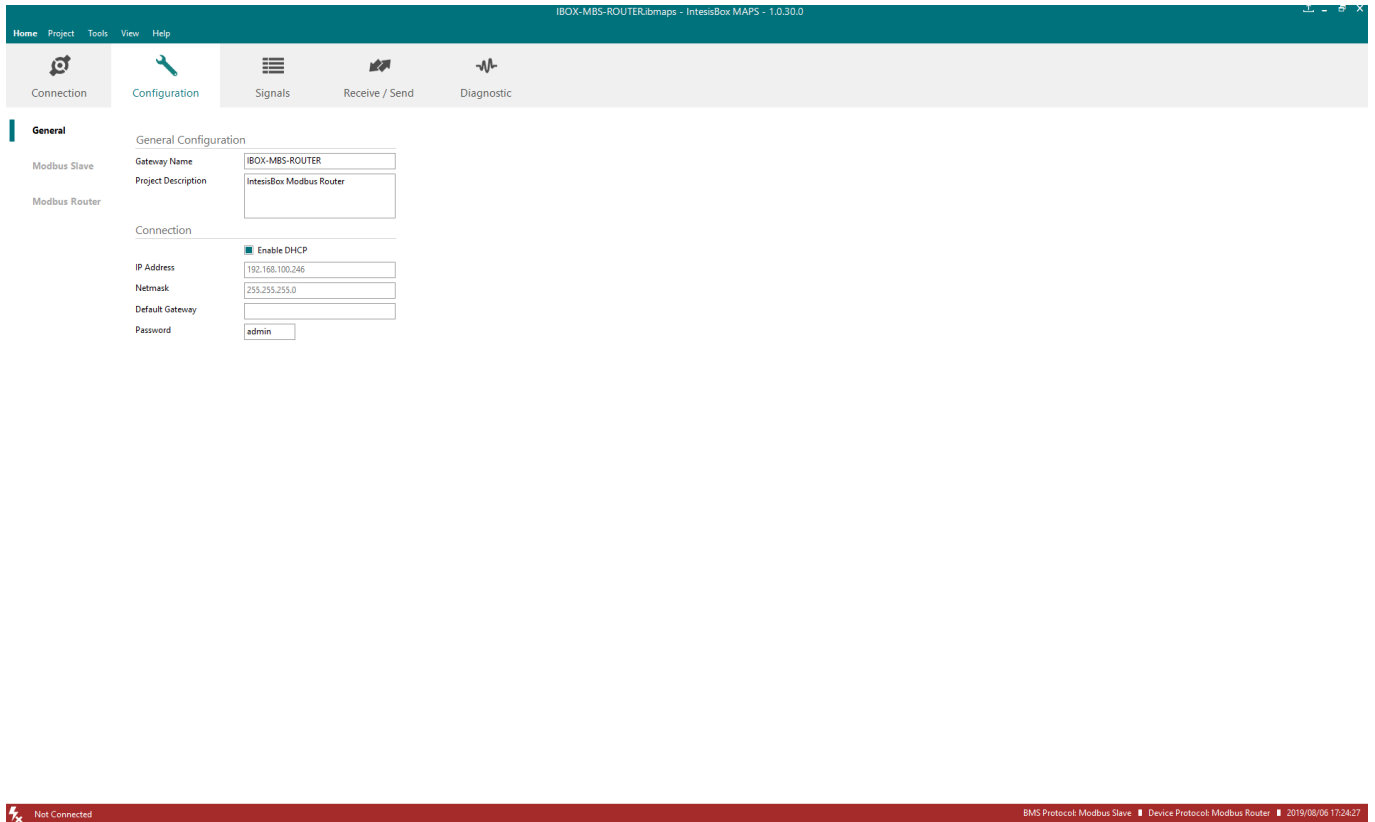 IBOX-MBS-ROUTER.ibmaps - IntesisBox MAPS - 1.0.30.0
Home Project Tools View Help
Connection Configuration Signals Receive / Send Diagnostic
General
Modbus Slave
Modbus Router
General Configuration
Gateway Name IBOX-MBS-ROUTER
Project Description IntesisBox Modbus Router
Connection
Enable DHCP
IP Address 192.168.100.246
Netmask 255.255.255.0
Default Gateway
Password admin
Not Connected BMS Protocol: Modbus Slave Device Protocol: Modbus Router 2019/08/06 17:24:27